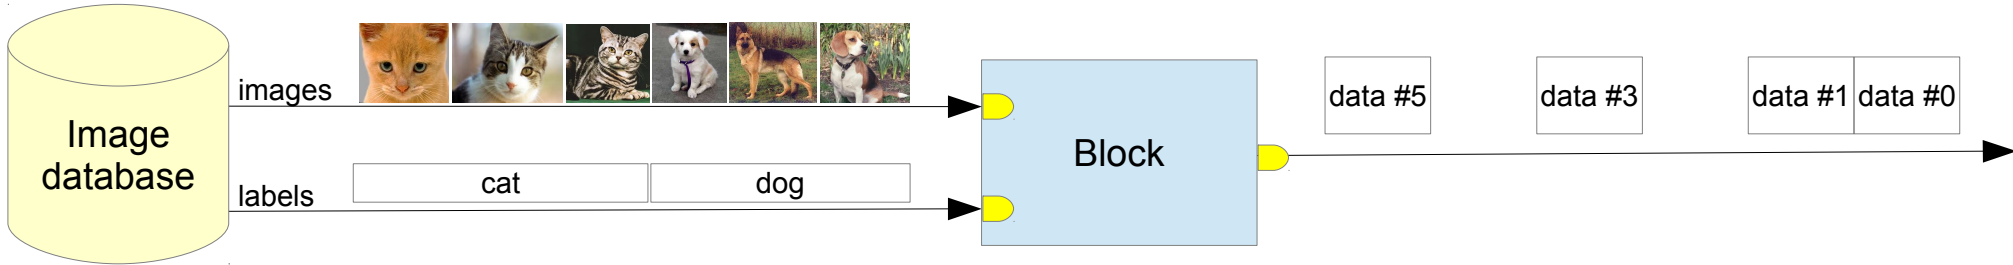 Image
database
images
labels
cat
dog
Block
data #5
data #3
data #1
data #0